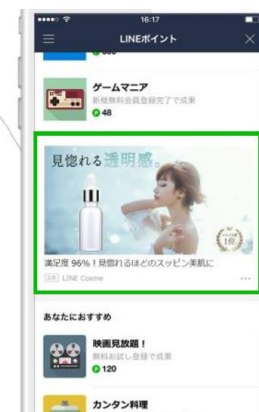 16:17
LINEポイント
ゲームマニア
新規無料会員登録完了で成果
P 48
見惚れる透明感。
1位
満足度 96%！見惚れるほどのスッピン美肌に
広告 LINE Cosme
あなたにおすすめ
映画見放題！
無料お試し登録で成果
P 120
カンタン料理